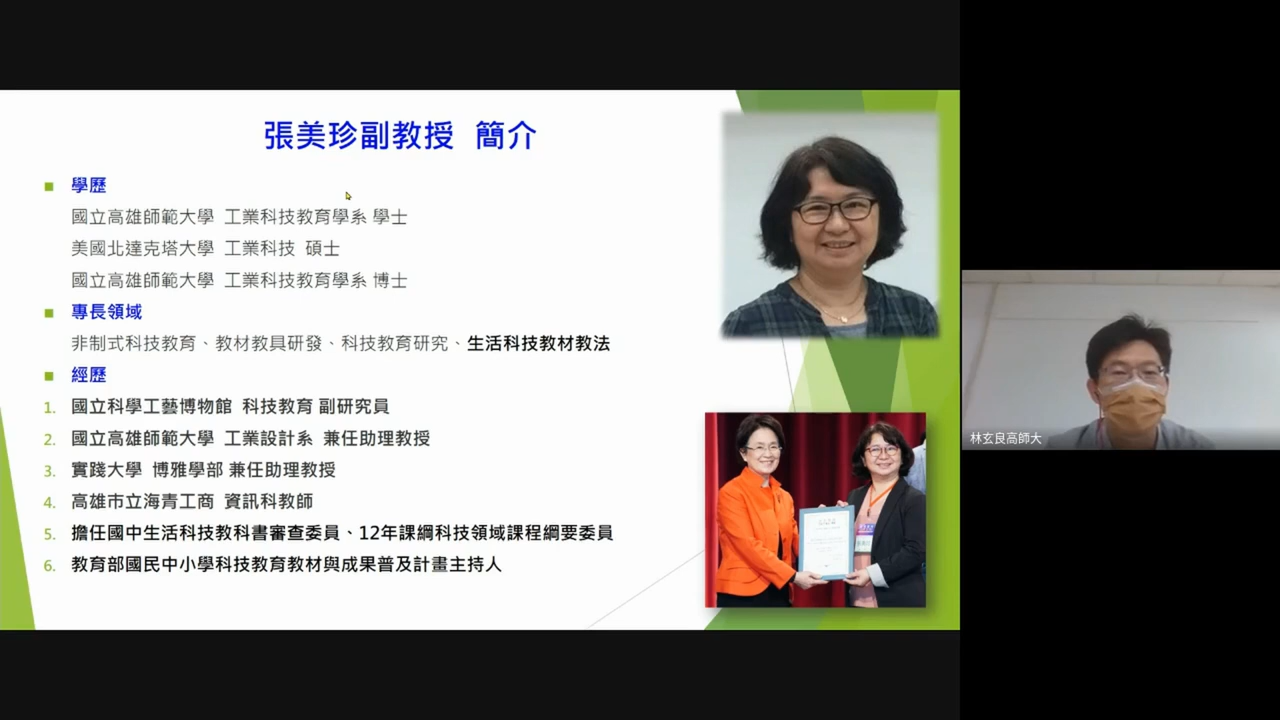 張美珍副教授 簡介
學歷
國立高雄師範大學 工業科技教育學系 學士
美國北達克塔大學 工業科技 碩士
國立高雄師範大學 工業科技教育學系 博士
專長領域
非制式科技教育、教材教具研發、科技教育研究、生活科技教材教法
經歷
1. 國立科學工藝博物館 科技教育 副研究員
2. 國立高雄師範大學 工業設計系 兼任助理教授
3. 實踐大學 博雅學部 兼任助理教授
4. 高雄市立海青工商 資訊科教師
5. 擔任國中生活科技教科書審查委員、12年課綱科技領域課程綱要委員
6. 教育部國民中小學科技教育教材與成果普及計畫主持人
林玄良高師大